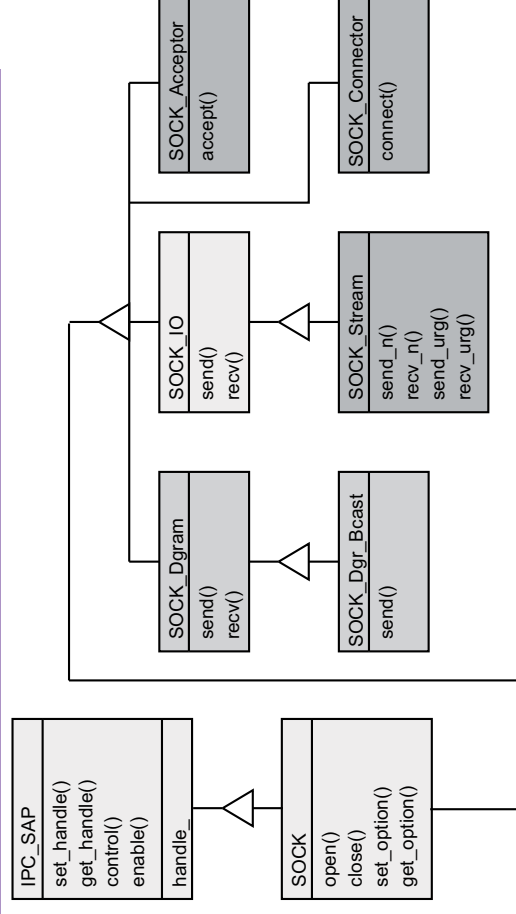 IPC_SAP
set_handle()
get_handle()
control()
enable()
handle_
SOCK
open()
close()
set_option()
get_option()
SOCK_Dgram
send()
recv()
SOCK_Dgr_Bcast
send()
SOCK_IO
send()
recv()
SOCK_Stream
send_n()
recv_n()
send_urg()
recv_urg()
SOCK_Acceptor
accept()
SOCK_Connector
connect()